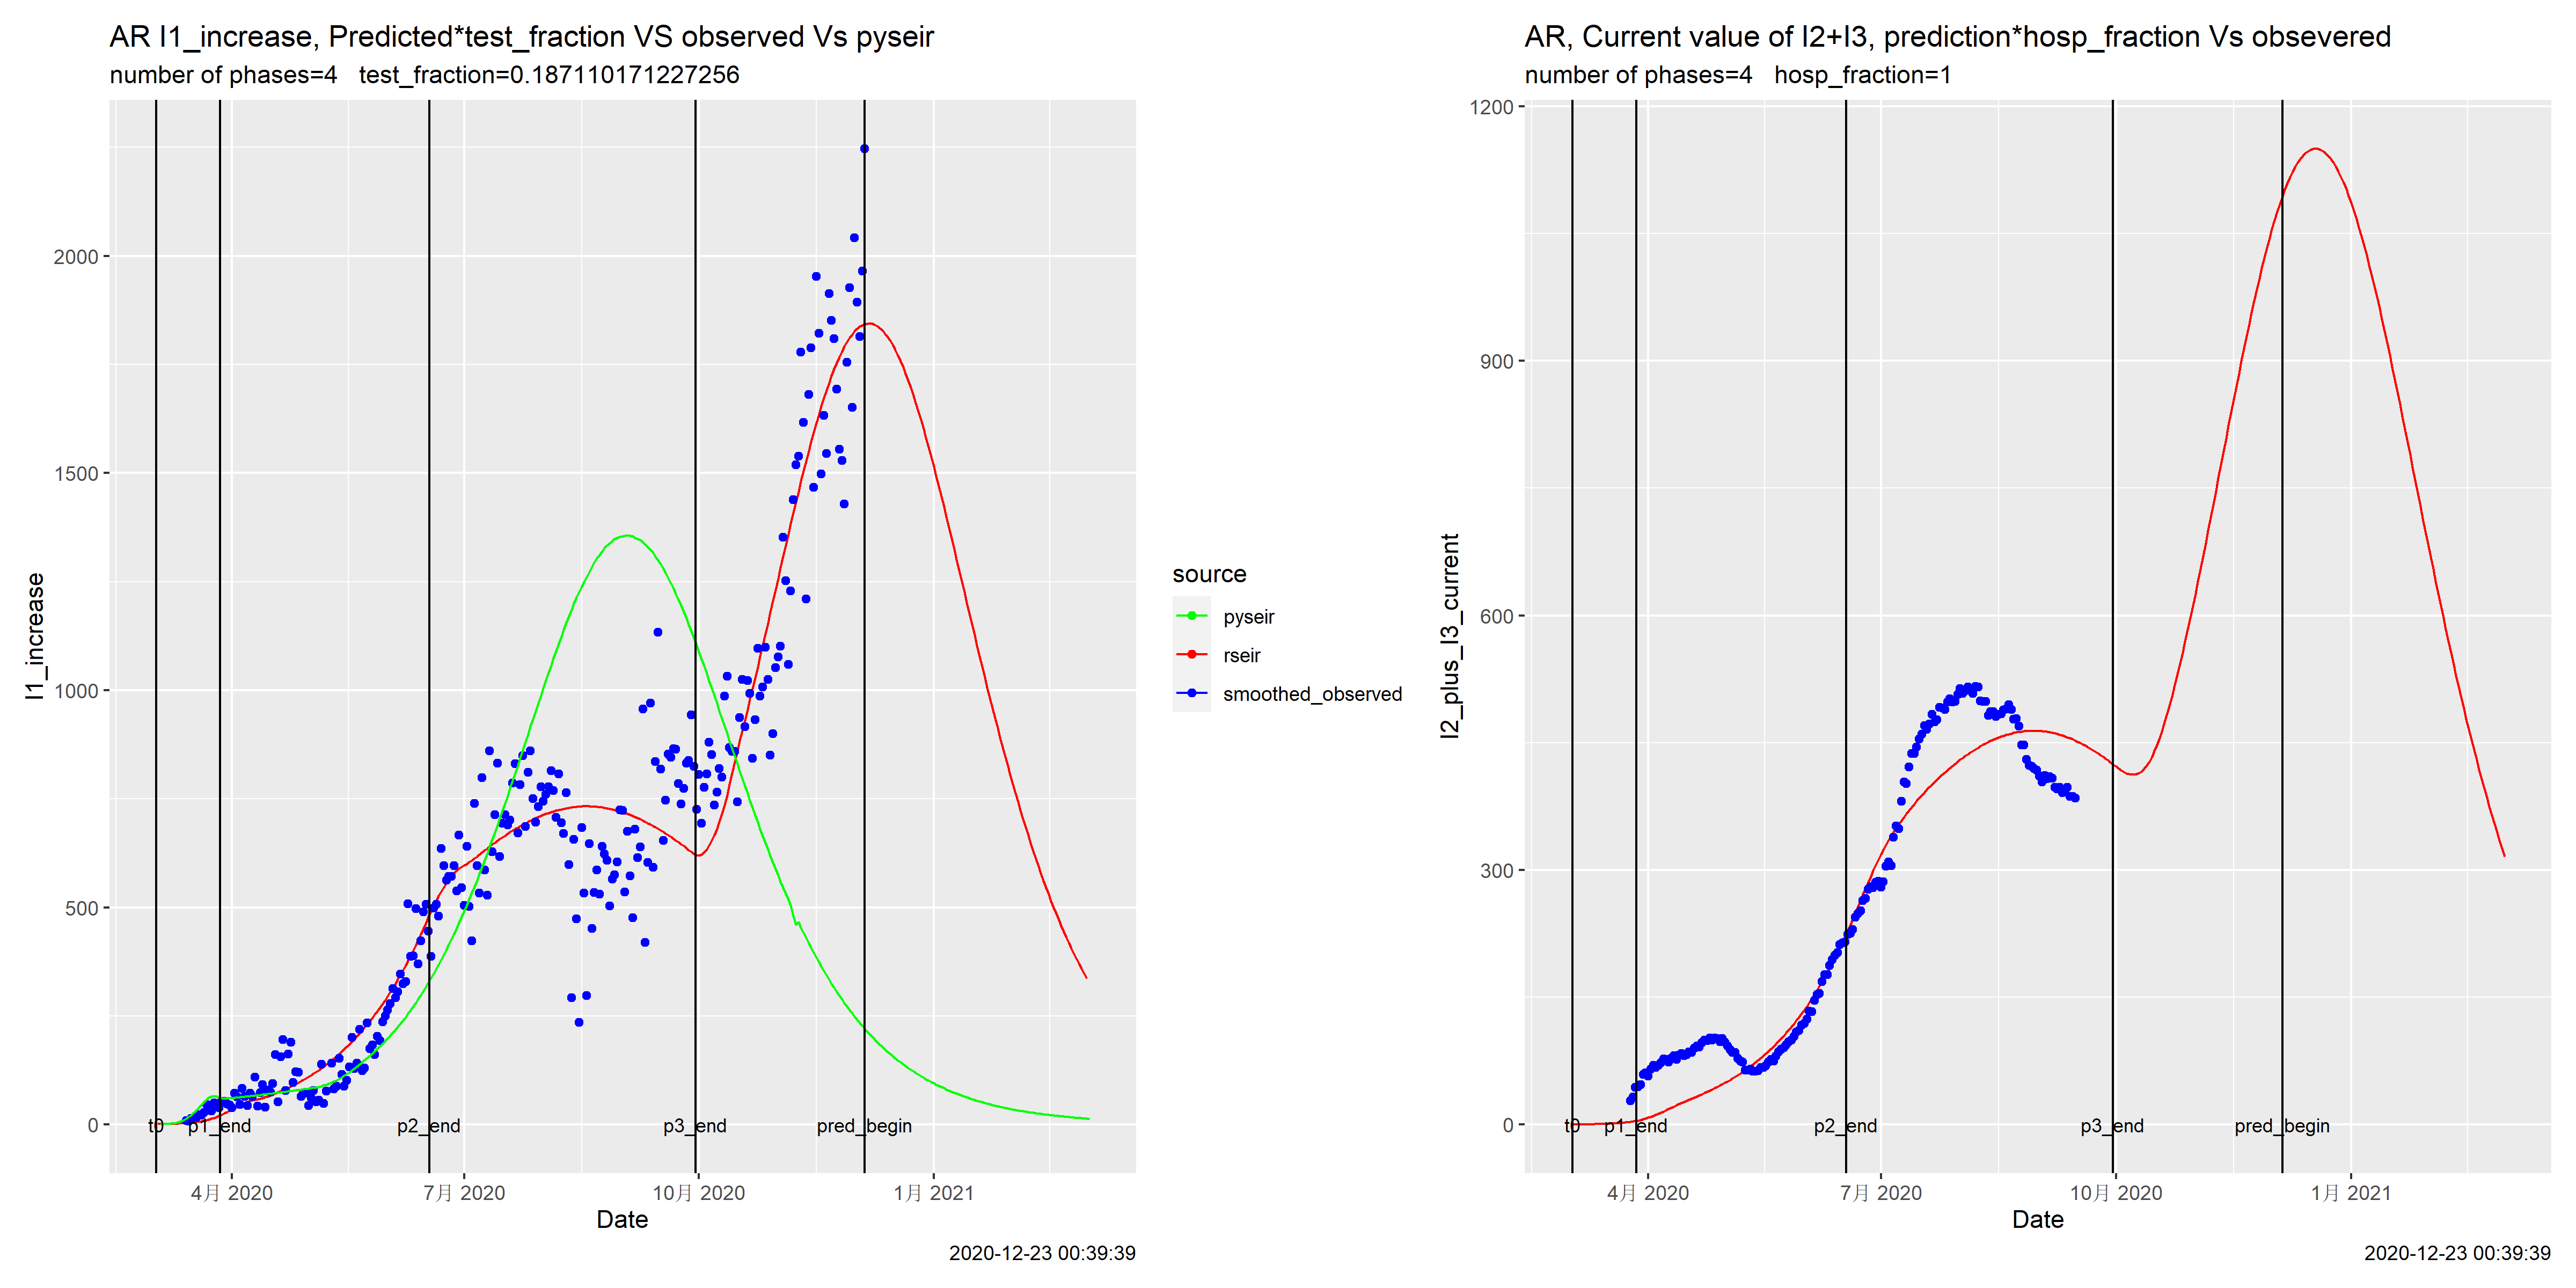 AR I1_increase, Predicted*test_fraction VS observed Vs pyseir
number of phases=4   test_fraction=0.187110171227256
I1_increase
2000
1500
1000
500
0
t0
p1_end
p2_end
p3_end
pred_begin
4月 2020
7月 2020
10月 2020
1月 2021
Date
2020-12-23 00:39:39
source
pyseir
rseir
smoothed_observed
AR, Current value of I2+I3, prediction*hosp_fraction Vs obsevered
number of phases=4   hosp_fraction=1
I2_plus_I3_current
1200
900
600
300
0
t0
p1_end
p2_end
p3_end
pred_begin
4月 2020
7月 2020
10月 2020
1月 2021
Date
2020-12-23 00:39:39